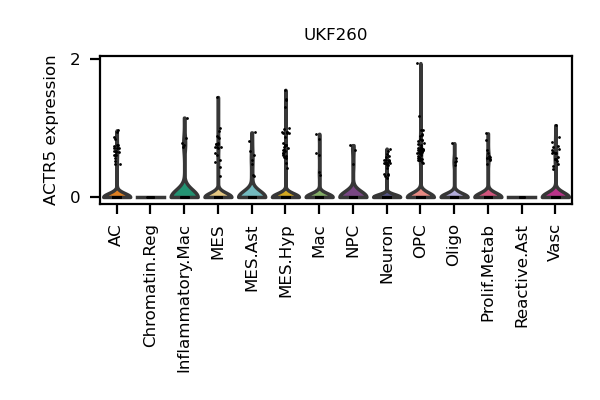 UKF260
ACTR5 expression
2
0
AC
Chromatin.Reg
Inflammatory.Mac
MES
MES.Ast
MES.Hyp
Mac
NPC
Neuron
OPC
Oligo
Prolif.Metab
Reactive.Ast
Vasc